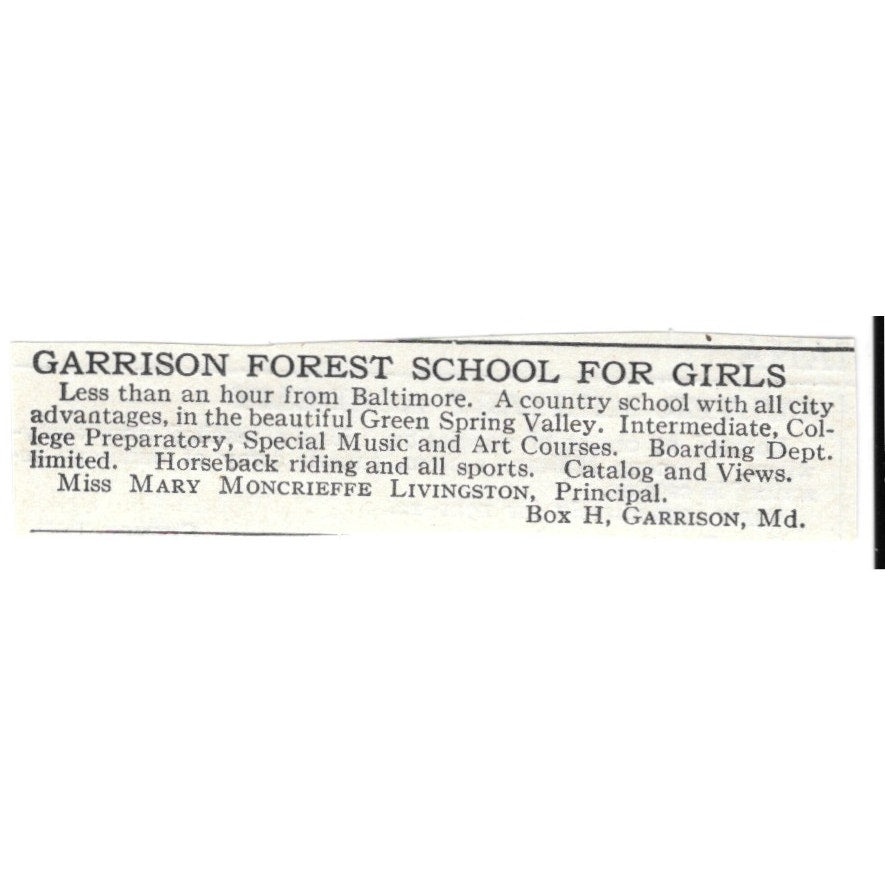 GARRISON FOREST SCHOOL FOR GIRLS
Less than an hour from Baltimore. A country school with all city
advantages, in the beautiful Green Spring Valley. Intermediate, Col-
lege Preparatory, Special Music and Art Courses. Boarding Dept.
limited. Horseback riding and all sports. Catalog and Views.
Miss MARY MONCRIEFFE LIVINGSTON, Principal.
Box H, GARRISON, Md.